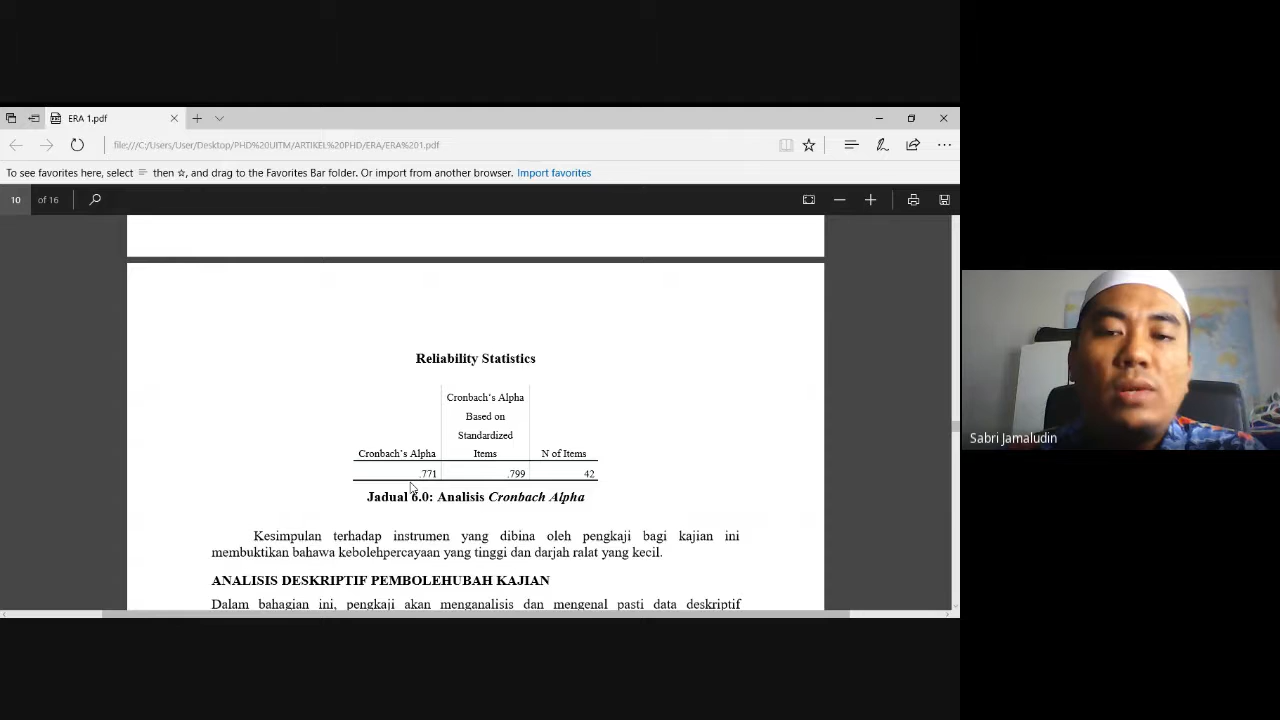 ERA 1.pdf
file:///C:/Users/User/Desktop/PHD%20UITM/ARTIKEL%20PHD/ERA/ERA%201.pdf
To see favorites here, select then ☆, and drag to the Favorites Bar folder. Or import from another browser. Import favorites
10 of 16
Reliability Statistics
Cronbach's Alpha
Cronbach's Alpha
Based on
Standardized
Items
N of Items
.771 .799 42
Jadual 6.0: Analisis Cronbach Alpha
Kesimpulan terhadap instrumen yang dibina oleh pengkaji bagi kajian ini
membuktikan bahawa kebolehpercayaan yang tinggi dan darjah ralat yang kecil.
ANALISIS DESKRIPTIF PEMBOLEHUBAH KAJIAN
Dalam bahagian ini, pengkaji akan menganalisis dan mengenal pasti data deskriptif
Sabri Jamaludin